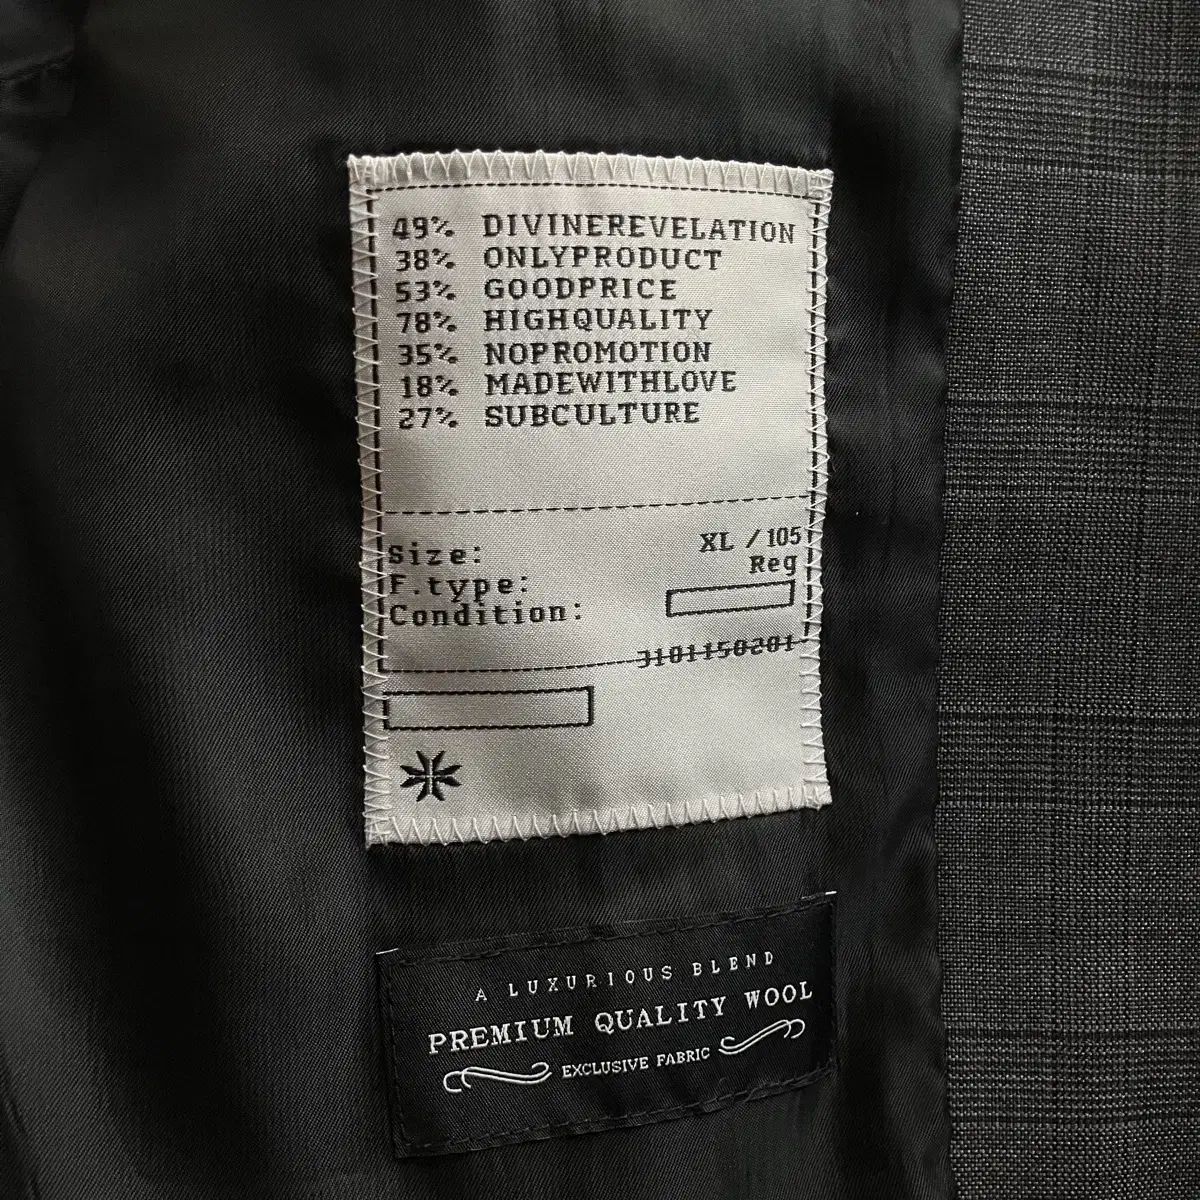 49% DIVINEREVELATION
38% ONLYPRODUCT
53% GOODPRICE
78% HIGHQUALITY
35% NOPROMOTION
18% MADEWITHLOVE
27% SUBCULTURE
Size: XL / 105
F.type: Reg
Condition:
3101150201
A LUXURIOUS BLEND
PREMIUM QUALITY WOOL
EXCLUSIVE FABRIC